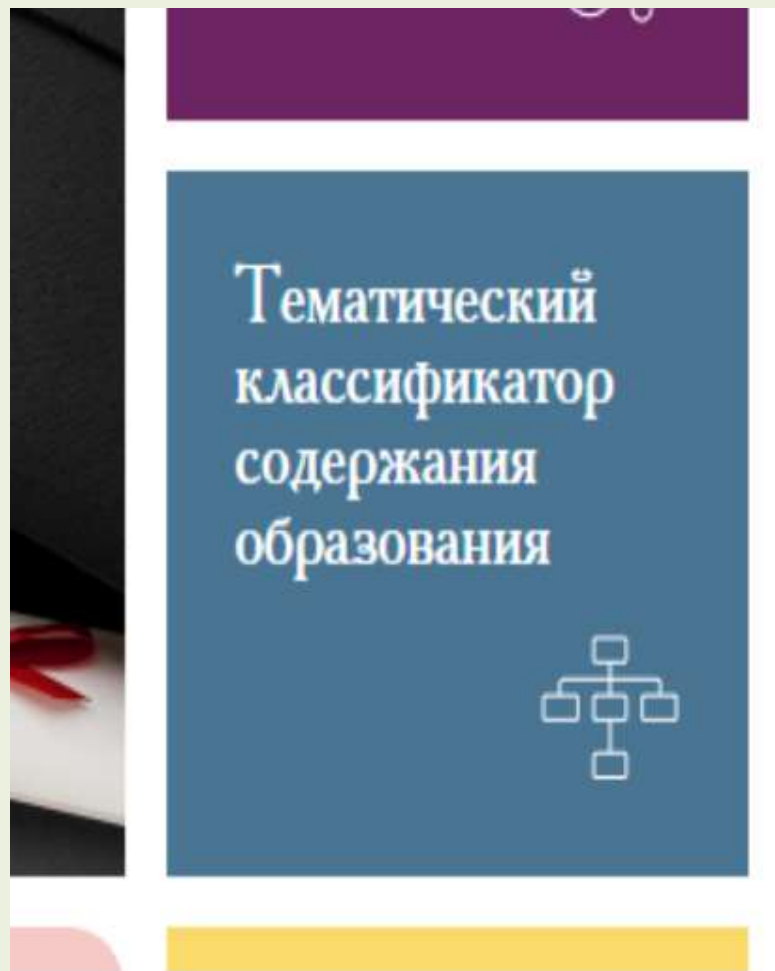 Тематический
классификатор
содержания
образования